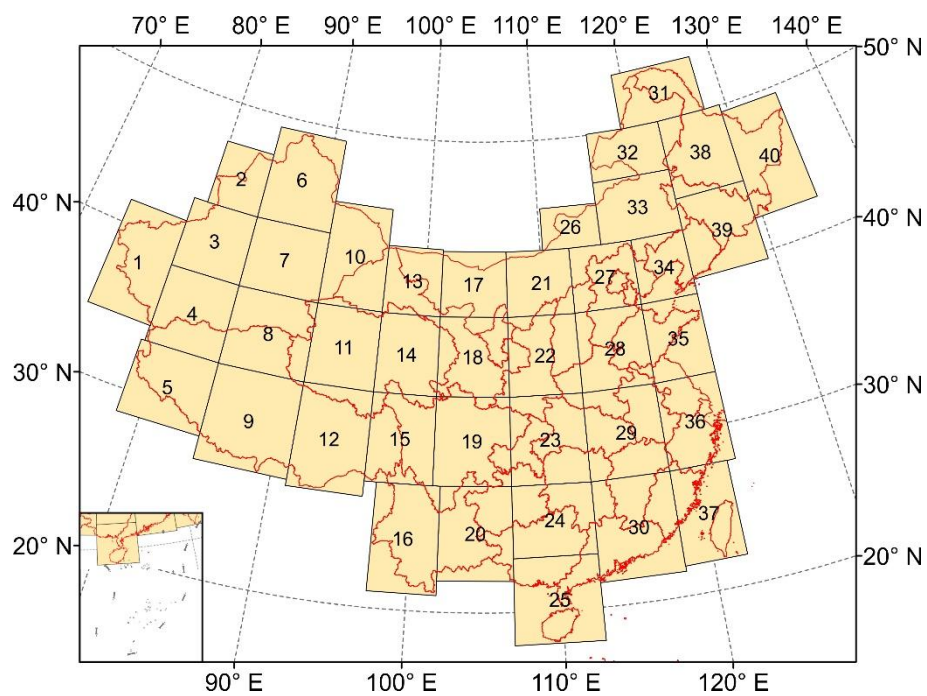 70° E 80° E 90° E 100° E 110° E 120° E 130° E 140° E
50° N
31
32 38 40
2 6
40° N 40° N
26 33
3 39
1 7 10
13 17 21 27 34
4 8
11 14 18 22 28 35
30° N 30° N
5
9 12 15 19 23 29 36
16 20 24 30 37
20° N 20° N
25
90° E 100° E 110° E 120° E